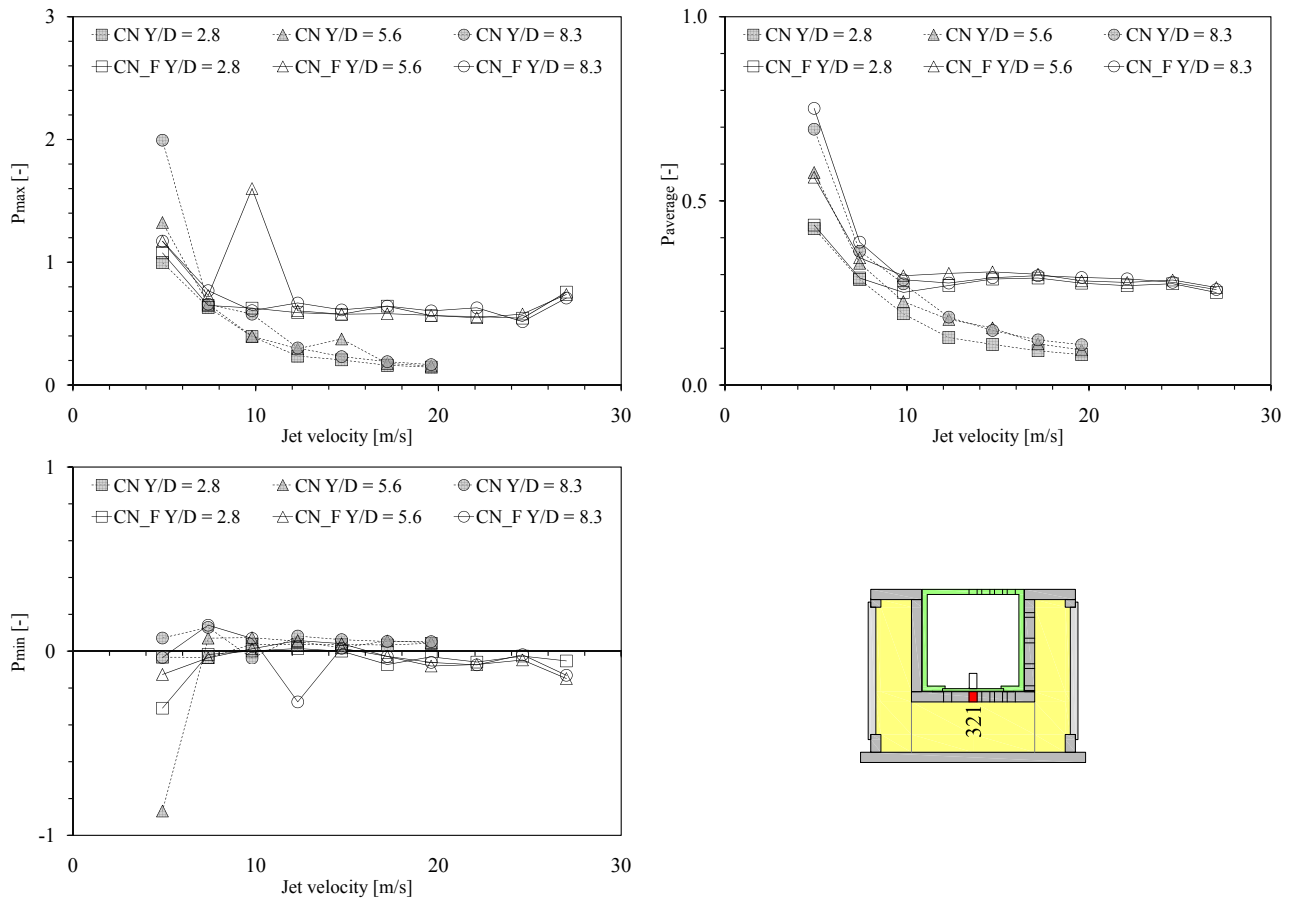 3
2
1
0
Pmax [-]
CN Y/D = 2.8 CN Y/D = 5.6 CN Y/D = 8.3
CN_F Y/D = 2.8 CN_F Y/D = 5.6 CN_F Y/D = 8.3
0 10 20 30
Jet velocity [m/s]
1.0
0.5
0.0
Paverage [-]
CN Y/D = 2.8 CN Y/D = 5.6 CN Y/D = 8.3
CN_F Y/D = 2.8 CN_F Y/D = 5.6 CN_F Y/D = 8.3
0 10 20 30
Jet velocity [m/s]
1
0
-1
Pmin [-]
CN Y/D = 2.8 CN Y/D = 5.6 CN Y/D = 8.3
CN_F Y/D = 2.8 CN_F Y/D = 5.6 CN_F Y/D = 8.3
0 10 20 30
Jet velocity [m/s]
321